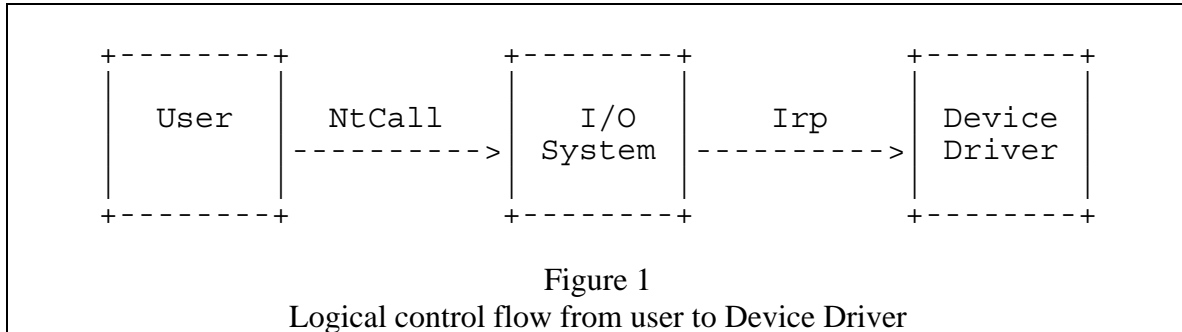 +--------+ +--------+ +--------+
| | | | | |
| User | NtCall | I/O | Irp | Device |
| |---------->| System |---------->| Driver |
| | | | | |
+--------+ +--------+ +--------+
Figure 1
Logical control flow from user to Device Driver